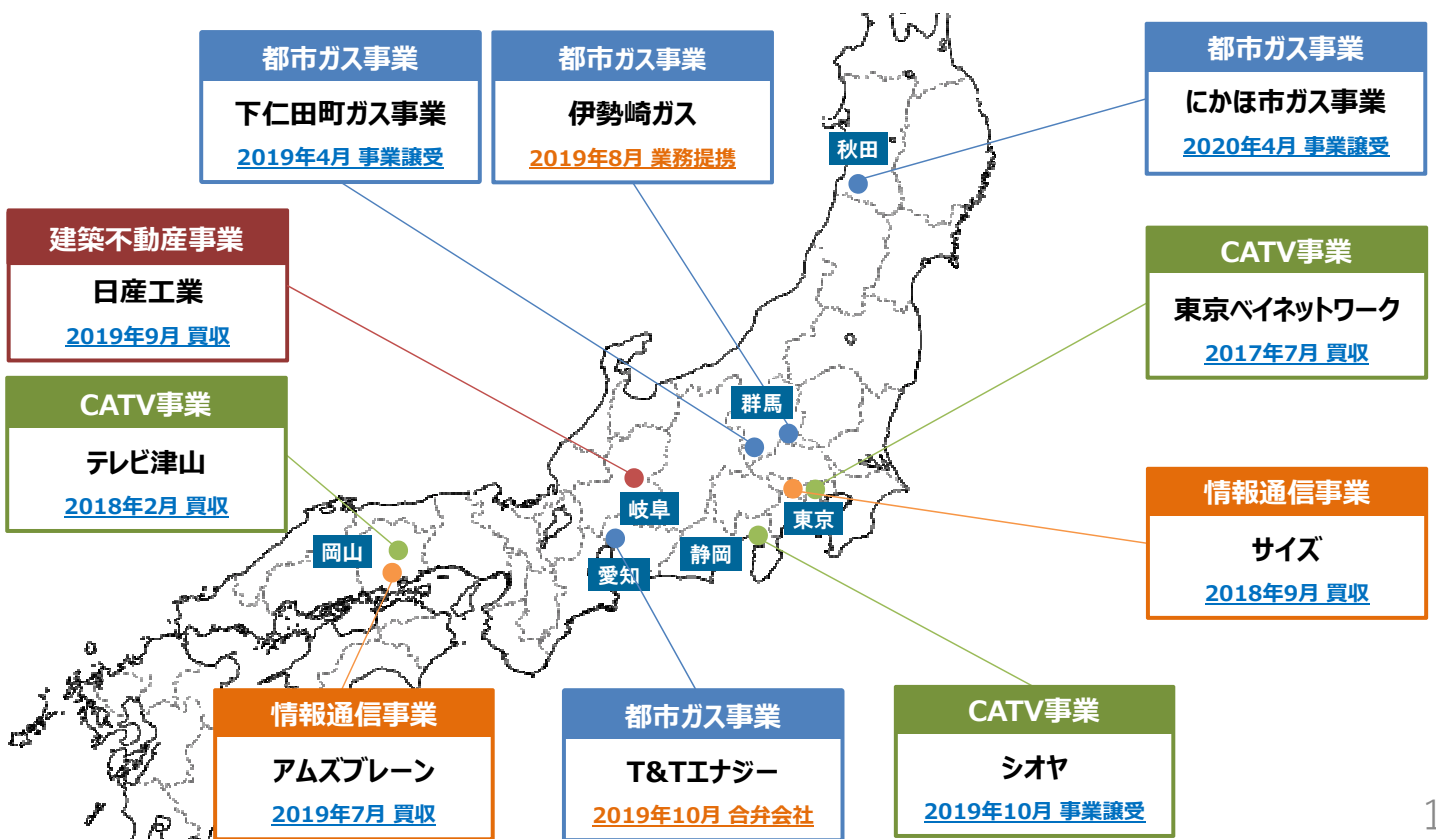 都市ガス事業
下仁田町ガス事業
2019年4月 事業譲受
都市ガス事業
伊勢崎ガス
2019年8月 業務提携
都市ガス事業
にかほ市ガス事業
2020年4月 事業譲受
秋田
建築不動産事業
日産工業
2019年9月 買収
CATV事業
東京ベイネットワーク
2017年7月 買収
CATV事業
テレビ津山
2018年2月 買収
群馬
岐阜
東京
岡山
愛知
静岡
情報通信事業
サイズ
2018年9月 買収
情報通信事業
アムズブレーン
2019年7月 買収
都市ガス事業
T&Tエナジー
2019年10月 合弁会社
CATV事業
シオヤ
2019年10月 事業譲受
1